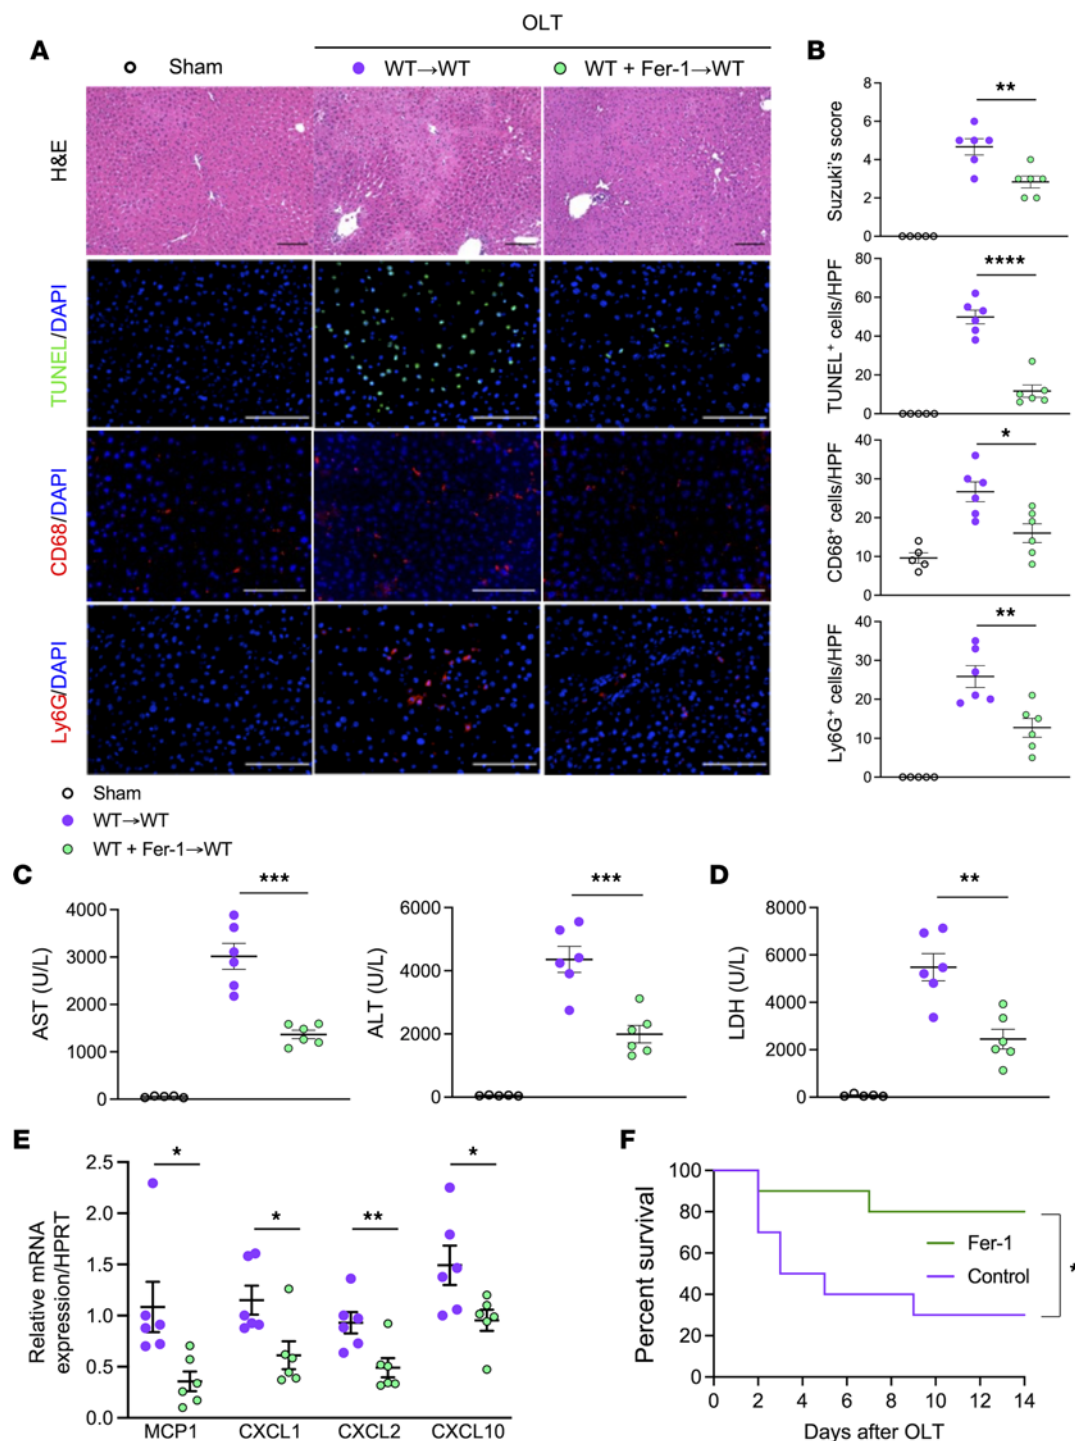 OLT
A
Sham
WT→WT
WT + Fer-1→WT
H&E
TUNEL/DAPI
CD68/DAPI
Ly6G/DAPI
B
**
Suzuki's score
8
6
4
2
0
****
TUNEL⁺ cells/HPF
80
60
40
20
0
*
CD68⁺ cells/HPF
40
30
20
10
0
**
Ly6G⁺ cells/HPF
40
30
20
10
0
Sham
WT→WT
WT + Fer-1→WT
C
***
AST (U/L)
4000
3000
2000
1000
0
***
ALT (U/L)
6000
4000
2000
0
D
**
LDH (U/L)
8000
6000
4000
2000
0
E
* * ** *
Relative mRNA
expression/HPRT
2.5
2.0
1.5
1.0
0.5
0.0
MCP1 CXCL1 CXCL2 CXCL10
F
Percent survival
100
80
60
40
20
0
Fer-1
Control
*
0 2 4 6 8 10 12 14
Days after OLT